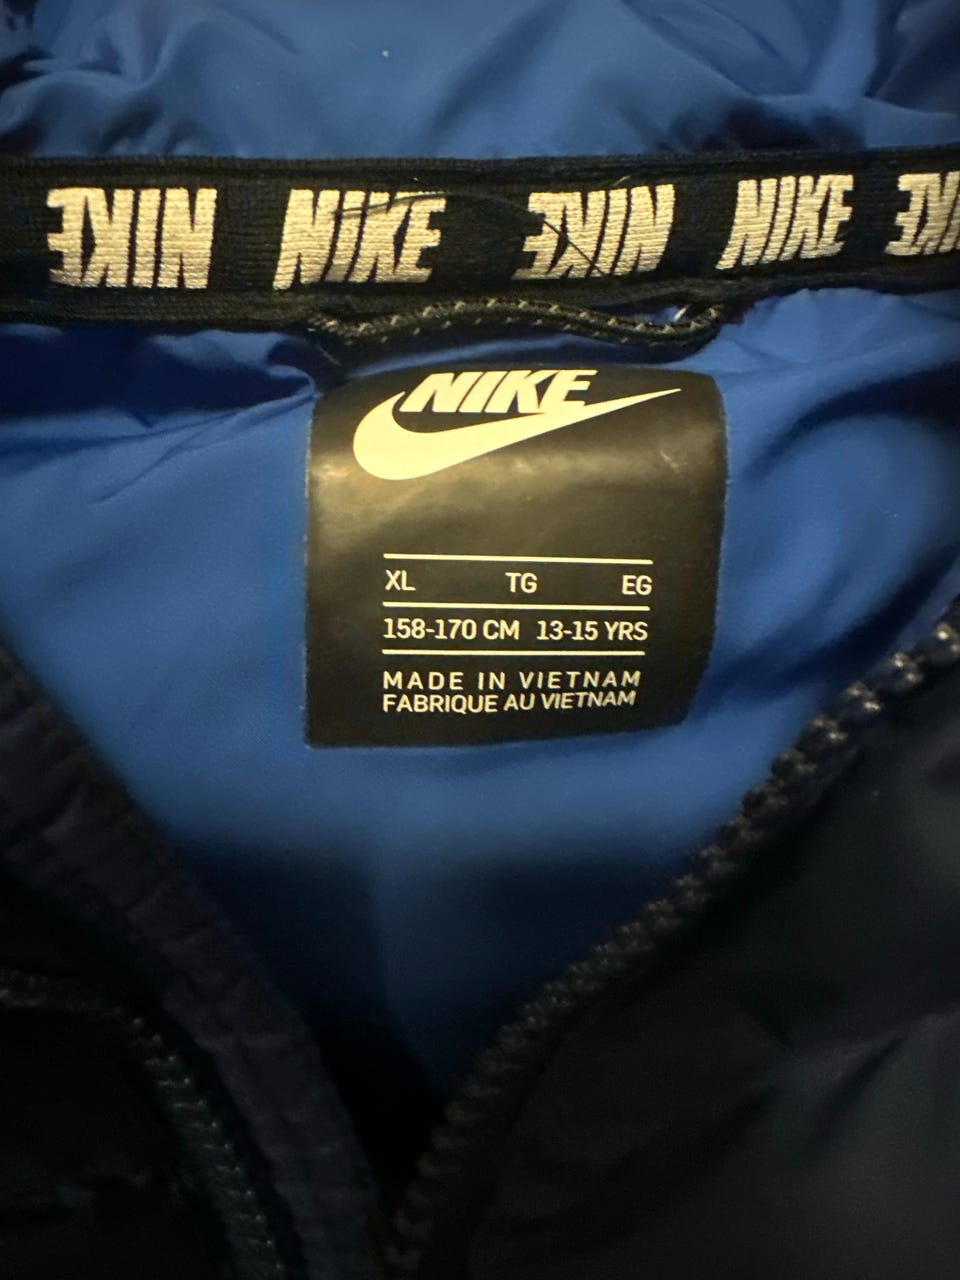 NIKE NIKE NIKE NIKE NIKE
NIKE
XL TG EG
158-170 CM 13-15 YRS
MADE IN VIETNAM
FABRIQUE AU VIETNAM